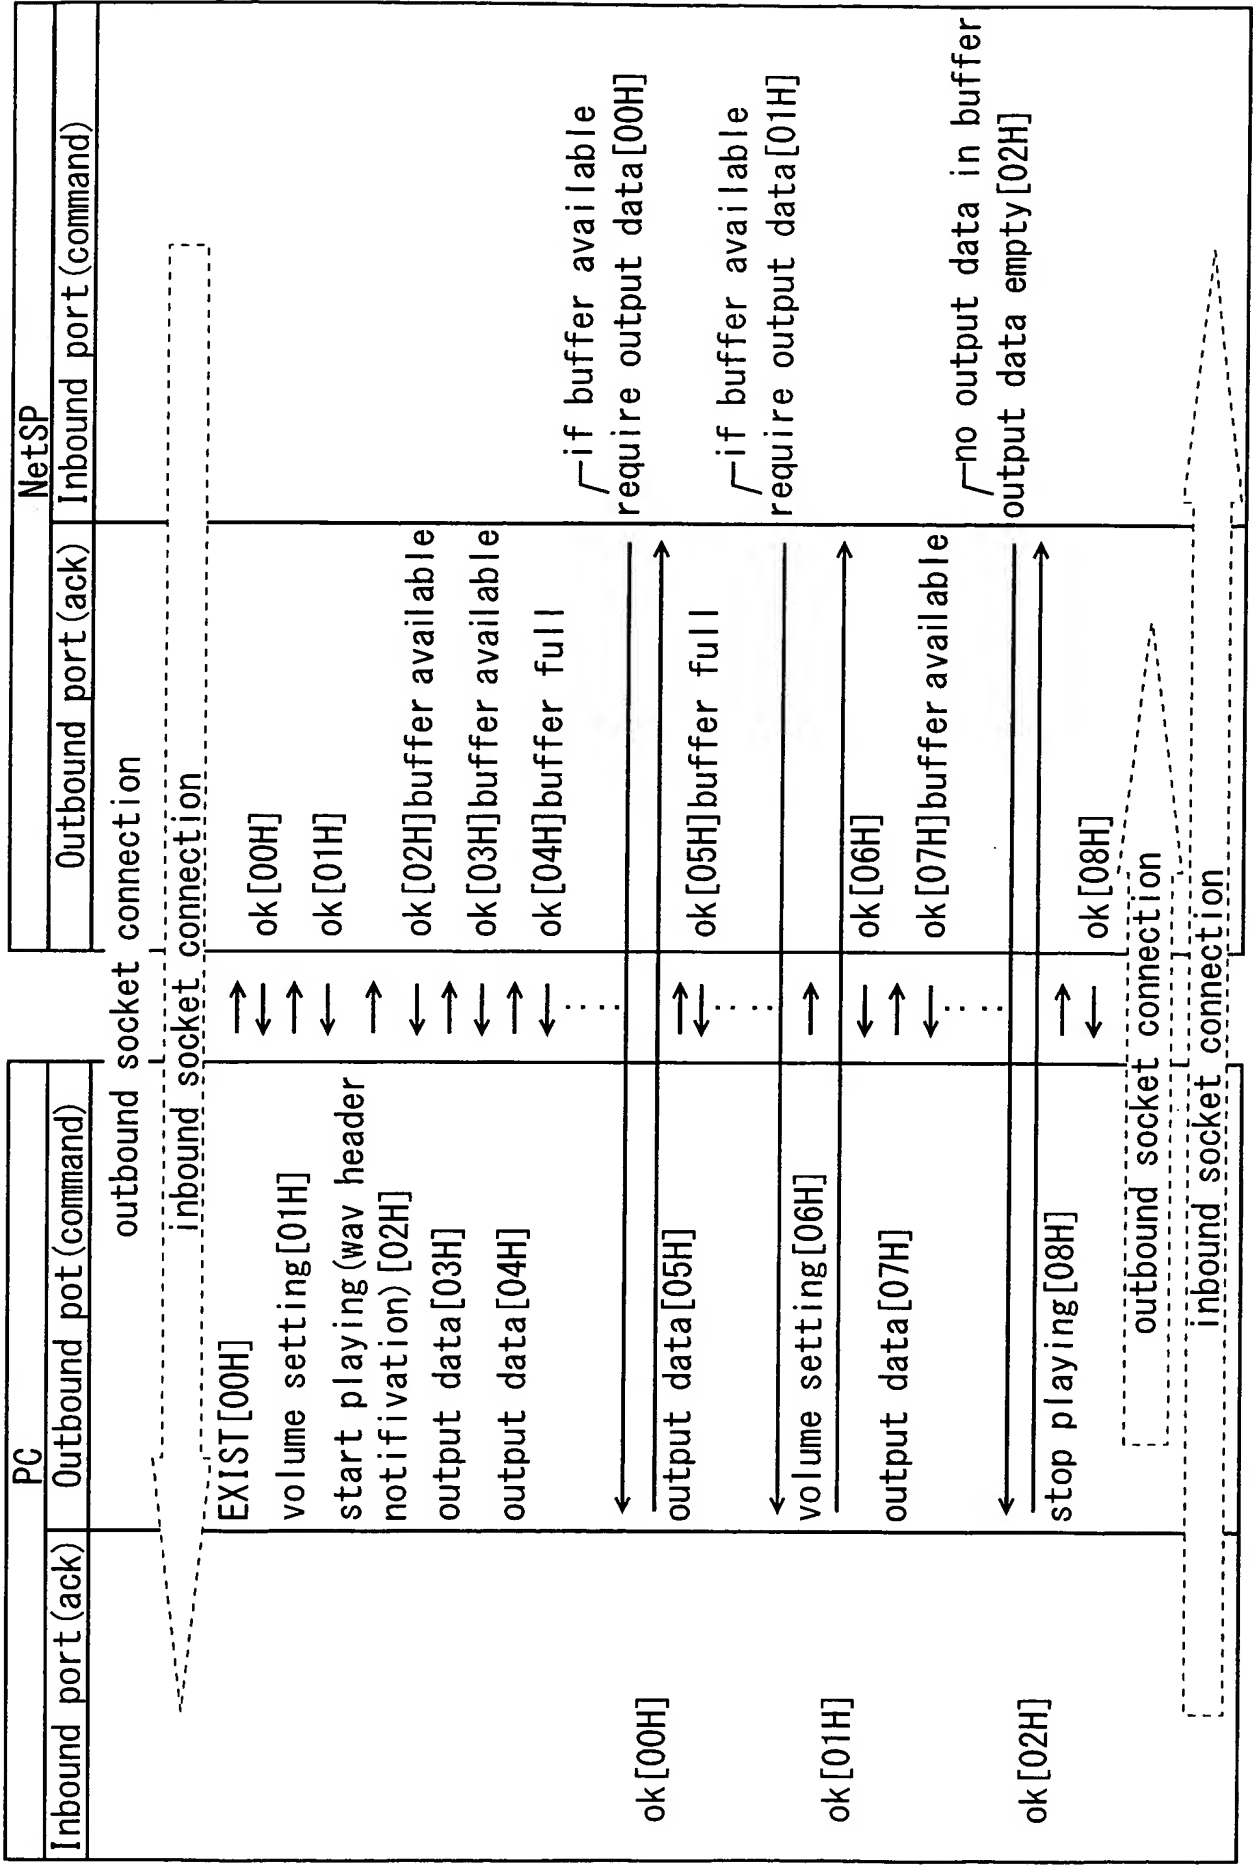 PC
NetSP
Inbound port(ack)
Outbound pot(command)
Outbound port(ack)
Inbound port(command)
outbound socket connection
inbound socket connection
EXIST[00H]
ok[00H]
volume setting[01H]
ok[01H]
start playing(wav header
notifivation)[02H]
ok[02H]buffer available
output data[03H]
ok[03H]buffer available
output data[04H]
ok[04H]buffer full
if buffer available
require output data[00H]
ok[00H]
output data[05H]
ok[05H]buffer full
if buffer available
require output data[01H]
volume setting[06H]
ok[01H]
ok[06H]
output data[07H]
ok[07H]buffer available
no output data in buffer
output data empty[02H]
ok[02H]
stop playing[08H]
ok[08H]
outbound socket connection
inbound socket connection